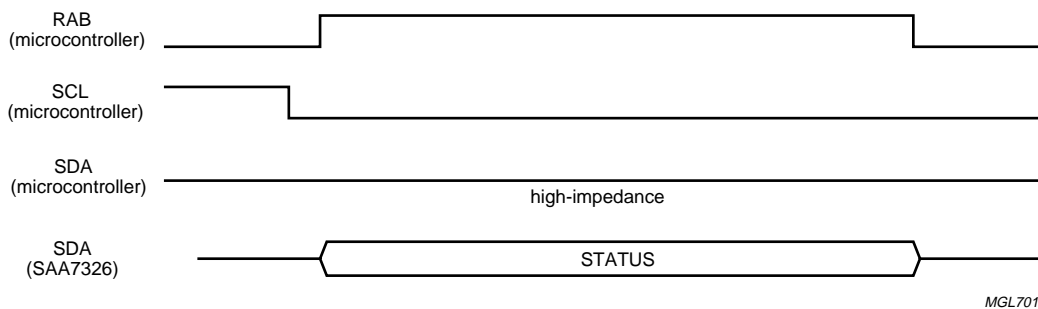 RAB
(microcontroller)
SCL
(microcontroller)
SDA
(microcontroller)
high-impedance
SDA
(SAA7326)
STATUS
MGL701